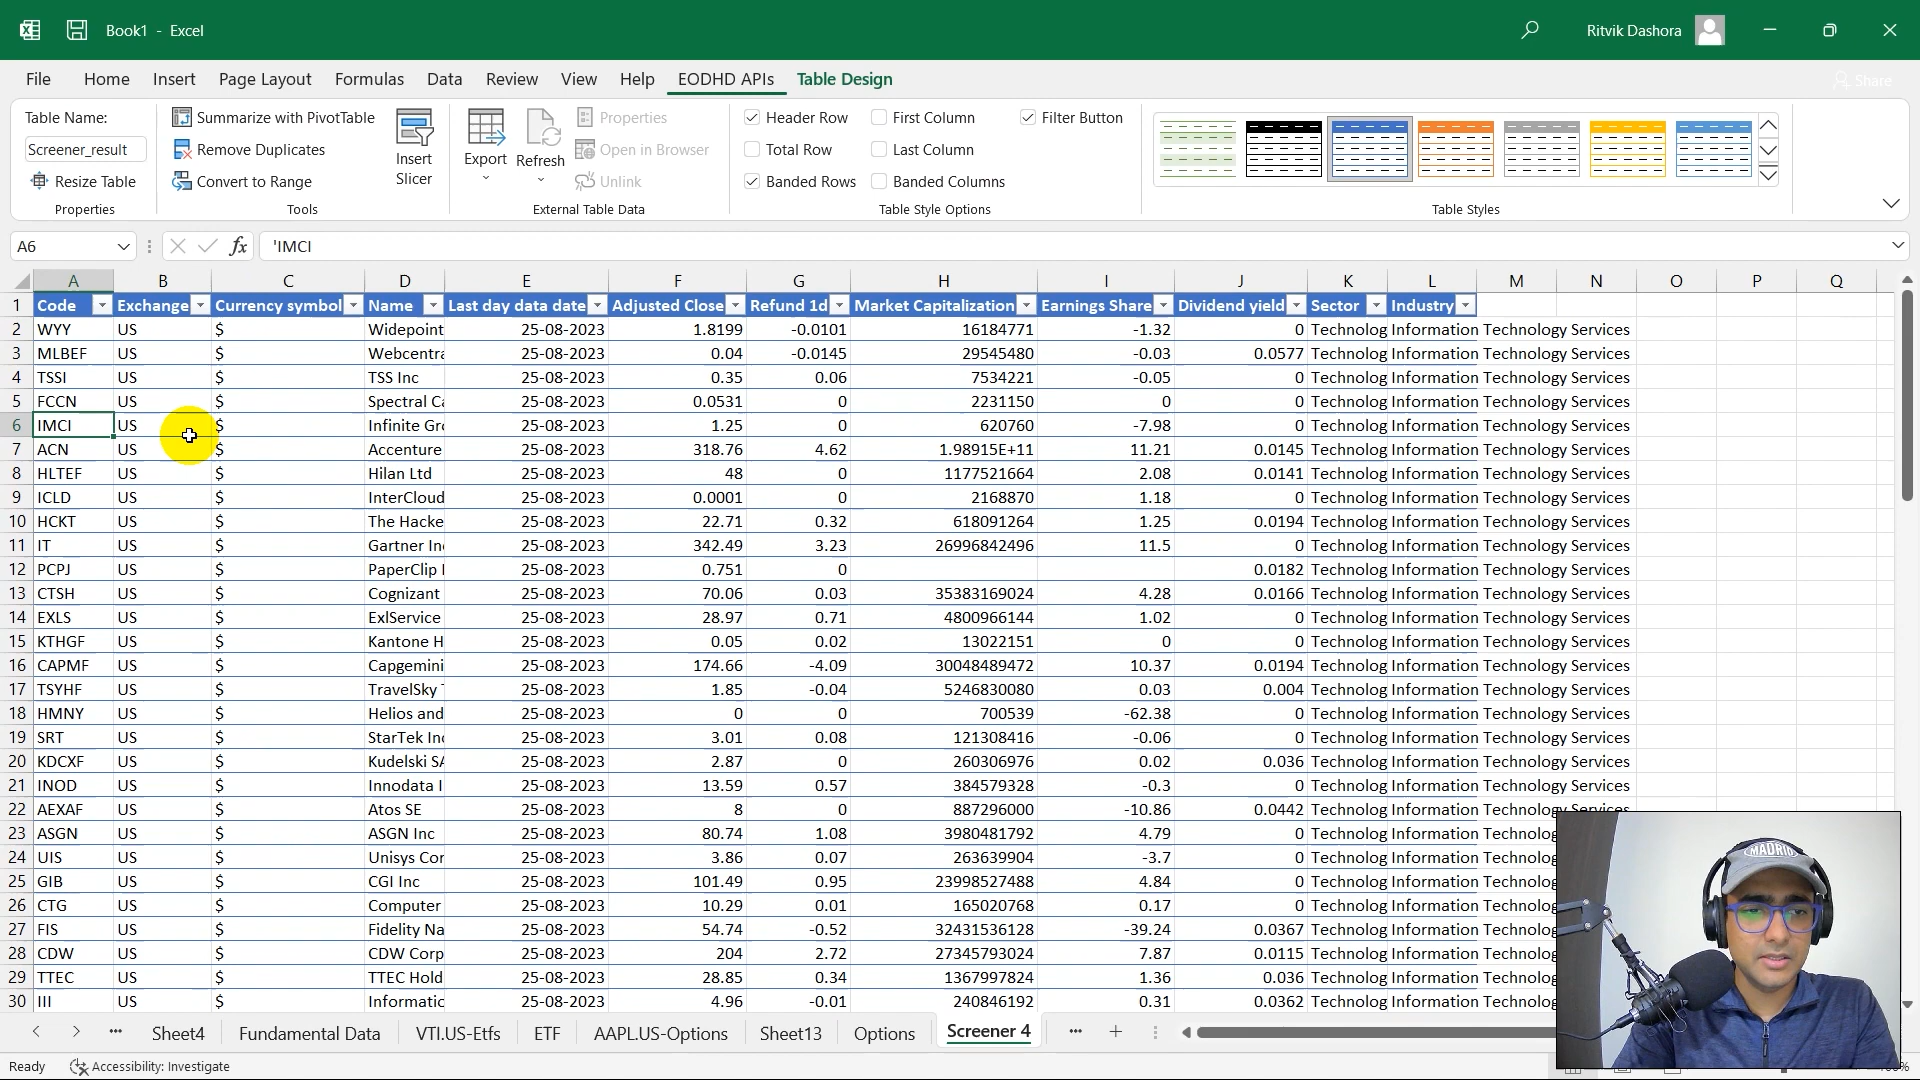 Book1 - Excel
Ritvik Dashora
File Home Insert Page Layout Formulas Data Review View Help EODHD APIs Table Design
Share
Table Name: Summarize with PivotTable Properties Header Row First Column Filter Button
Screener_result Remove Duplicates Insert Slicer Export Refresh Open in Browser Total Row Last Column
Resize Table Convert to Range Unlink Banded Rows Banded Columns
Properties Tools External Table Data Table Style Options Table Styles
A6 fx 'IMCI
A B C D E F G H I J K L M N O P Q
1 Code Exchange Currency symbol Name Last day data date Adjusted Close Refund 1d Market Capitalization Earnings Share Dividend yield Sector Industry
2 WYY US $ Widepoint 25-08-2023 1.8199 -0.0101 16184771 -1.32 0 Technolog Information Technology Services
3 MLBEF US $ Webcentra 25-08-2023 0.04 -0.0145 29545480 -0.03 0.0577 Technolog Information Technology Services
4 TSSI US $ TSS Inc 25-08-2023 0.35 0.06 7534221 -0.05 0 Technolog Information Technology Services
5 FCCN US $ Spectral Ca 25-08-2023 0.0531 0 2231150 0 0 Technolog Information Technology Services
6 IMCI US $ Infinite Gro 25-08-2023 1.25 0 620760 -7.98 0 Technolog Information Technology Services
7 ACN US $ Accenture 25-08-2023 318.76 4.62 1.98915E+11 11.21 0.0145 Technolog Information Technology Services
8 HLTEF US $ Hilan Ltd 25-08-2023 48 0 1177521664 2.08 0.0141 Technolog Information Technology Services
9 ICLD US $ InterCloud 25-08-2023 0.0001 0 2168870 1.18 0 Technolog Information Technology Services
10 HCKT US $ The Hacke 25-08-2023 22.71 0.32 618091264 1.25 0.0194 Technolog Information Technology Services
11 IT US $ Gartner Inc 25-08-2023 342.49 3.23 26996842496 11.5 0 Technolog Information Technology Services
12 PCPJ US $ PaperClip I 25-08-2023 0.751 0 0.0182 Technolog Information Technology Services
13 CTSH US $ Cognizant 25-08-2023 70.06 0.03 35383169024 4.28 0.0166 Technolog Information Technology Services
14 EXLS US $ ExlService 25-08-2023 28.97 0.71 4800966144 1.02 0 Technolog Information Technology Services
15 KTHGF US $ Kantone H 25-08-2023 0.05 0.02 13022151 0 0 Technolog Information Technology Services
16 CAPMF US $ Capgemini 25-08-2023 174.66 -4.09 30048489472 10.37 0.0194 Technolog Information Technology Services
17 TSYHF US $ TravelSky 25-08-2023 1.85 -0.04 5246830080 0.03 0.004 Technolog Information Technology Services
18 HMNY US $ Helios and 25-08-2023 0 0 700539 -62.38 0 Technolog Information Technology Services
19 SRT US $ StarTek Inc 25-08-2023 3.01 0.08 121308416 -0.06 0 Technolog Information Technology Services
20 KDCXF US $ Kudelski SA 25-08-2023 2.87 0 260306976 0.02 0.036 Technolog Information Technology Services
21 INOD US $ Innodata I 25-08-2023 13.59 0.57 384579328 -0.3 0 Technolog Information Technology Services
22 AEXAF US $ Atos SE 25-08-2023 8 0 887296000 -10.86 0.0442 Technolog Information Technology Services
23 ASGN US $ ASGN Inc 25-08-2023 80.74 1.08 3980481792 4.79 0 Technolog Information Technolog
24 UIS US $ Unisys Cor 25-08-2023 3.86 0.07 263639904 -3.7 0 Technolog Information Technolog
25 GIB US $ CGI Inc 25-08-2023 101.49 0.95 23998527488 4.84 0 Technolog Information Technolog
26 CTG US $ Computer 25-08-2023 10.29 0.01 165020768 0.17 0 Technolog Information Technolog
27 FIS US $ Fidelity Na 25-08-2023 54.74 -0.52 32431536128 -39.24 0.0367 Technolog Information Technolog
28 CDW US $ CDW Corp 25-08-2023 204 2.72 27345793024 7.87 0.0115 Technolog Information Technolog
29 TTEC US $ TTEC Hold 25-08-2023 28.85 0.34 1367997824 1.36 0.036 Technolog Information Technolog
30 III US $ Informatic 25-08-2023 4.96 -0.01 240846192 0.31 0.0362 Technolog Information Technolog
MADRID
Sheet4 Fundamental Data VTI.US-Etfs ETF AAPL.US-Options Sheet13 Options Screener 4
Ready Accessibility: Investigate